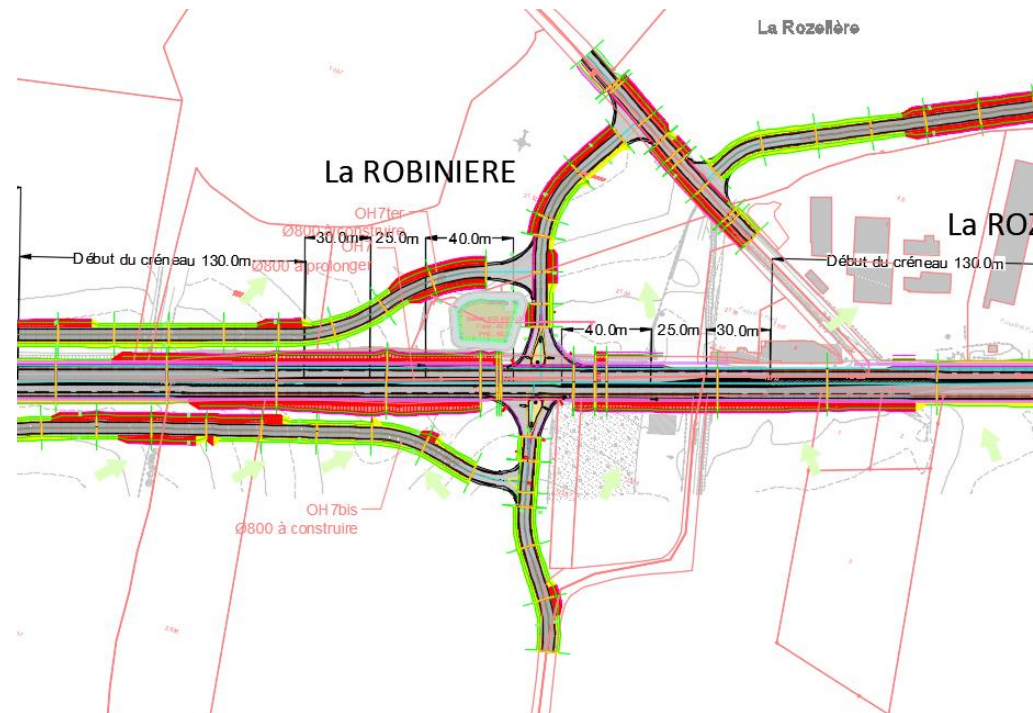 La Rozelière
La ROBINIERE
OH7ter
Ø800 à construire
OH7
Ø800 à prolonger
30.0m
25.0m
40.0m
Début du créneau 130.0m
La ROZ
Début du créneau 130.0m
40.0m
25.0m
30.0m
OH7bis
Ø800 à construire